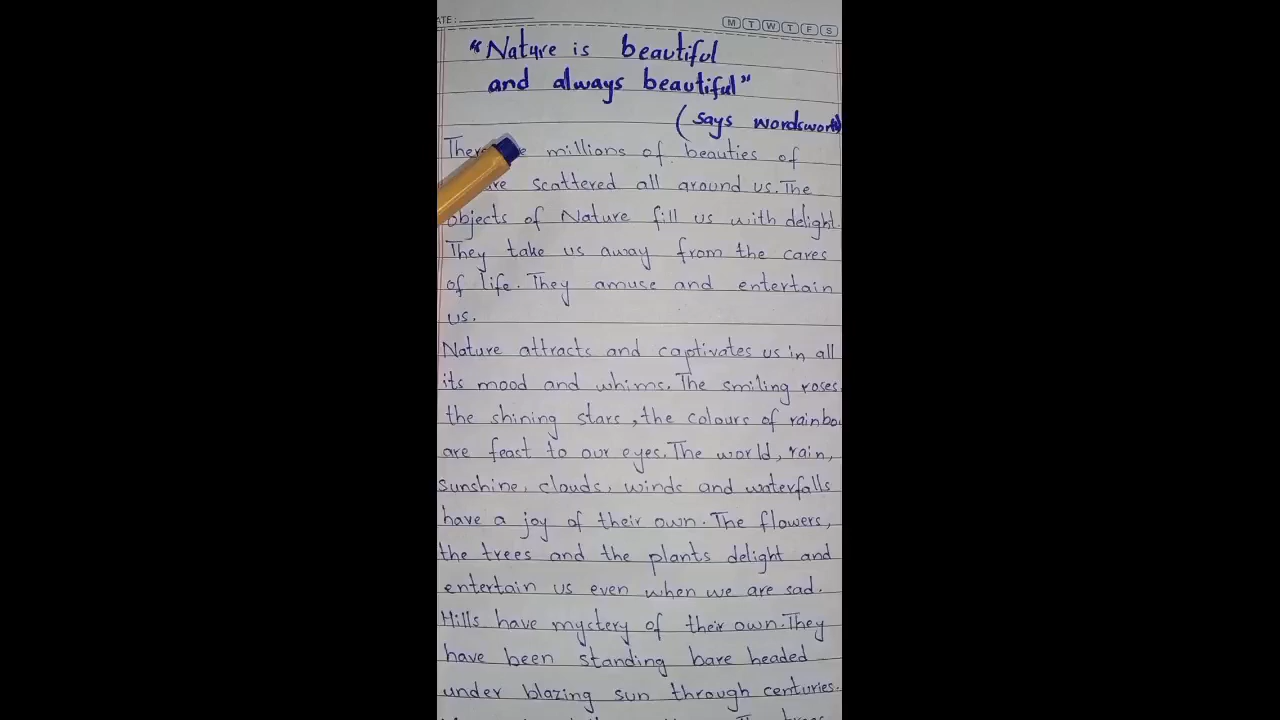 ATE:
M T W T F S
"Nature is beautiful
and always beautiful"
(says wordsworth
millions of beauties of
scattered all around us. The
objects of Nature fill us with delight.
They take us away from the cares
of life. They amuse and entertain
us.
Nature attracts and captivates us in all
its mood and whims. The smiling roses,
the shining stars, the colours of rainbo
are feast to our eyes. The world, rain,
sunshine, clouds, winds and waterfalls
have a joy of their own. The flowers,
the trees and the plants delight and
entertain us even when we are sad.
Hills have mystery of their own. They
have been standing bare headed
under blazing sun through centuries.